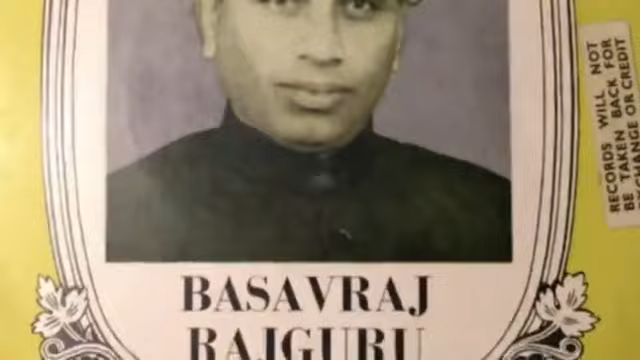 BASAVRAJ
RAJGURU
RECORDS WILL NOT
BE TAKEN BACK FOR
EXCHANGE OR CREDIT